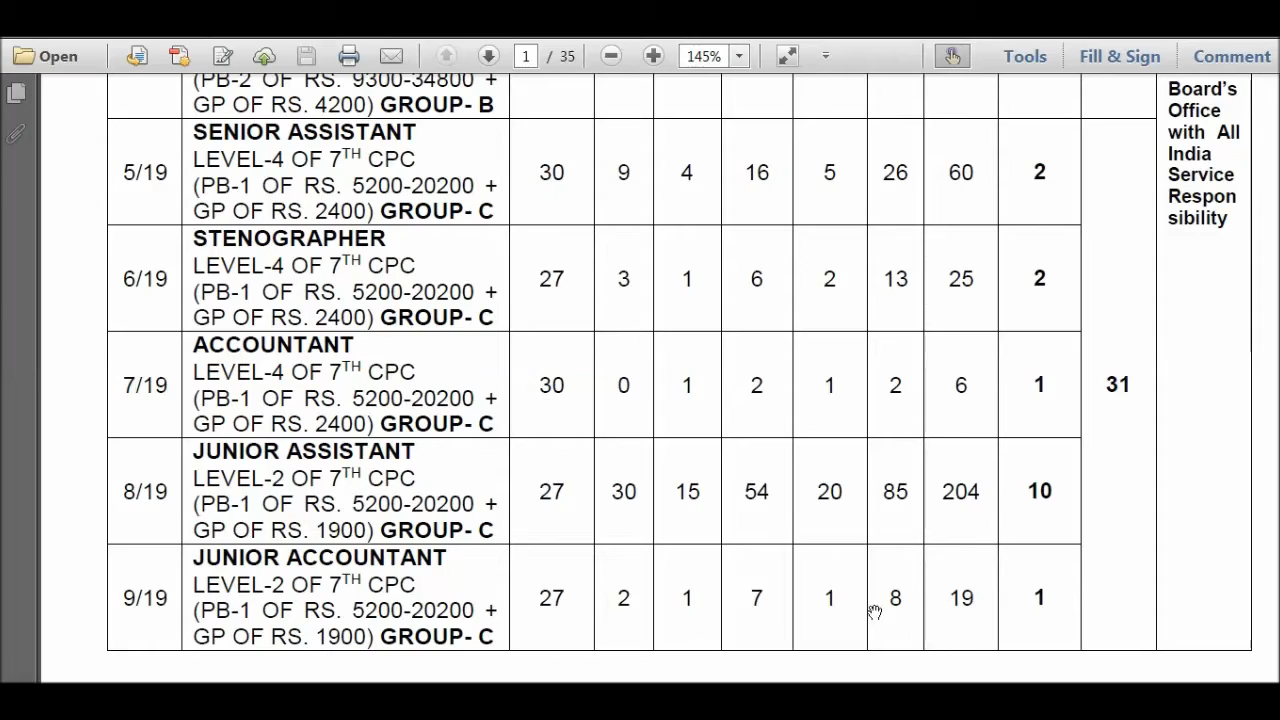 Open 1 / 35 145% Tools Fill & Sign Comment
(PB-2 OF RS. 9300-34800 +
GP OF RS. 4200) GROUP- B
Board's
Office
with All
India
Service
Respon
sibility
5/19
SENIOR ASSISTANT
LEVEL-4 OF 7TH CPC
(PB-1 OF RS. 5200-20200 +
GP OF RS. 2400) GROUP- C
30 9 4 16 5 26 60 2
6/19
STENOGRAPHER
LEVEL-4 OF 7TH CPC
(PB-1 OF RS. 5200-20200 +
GP OF RS. 2400) GROUP- C
27 3 1 6 2 13 25 2
7/19
ACCOUNTANT
LEVEL-4 OF 7TH CPC
(PB-1 OF RS. 5200-20200 +
GP OF RS. 2400) GROUP- C
30 0 1 2 1 2 6 1 31
8/19
JUNIOR ASSISTANT
LEVEL-2 OF 7TH CPC
(PB-1 OF RS. 5200-20200 +
GP OF RS. 1900) GROUP- C
27 30 15 54 20 85 204 10
9/19
JUNIOR ACCOUNTANT
LEVEL-2 OF 7TH CPC
(PB-1 OF RS. 5200-20200 +
GP OF RS. 1900) GROUP- C
27 2 1 7 1 8 19 1